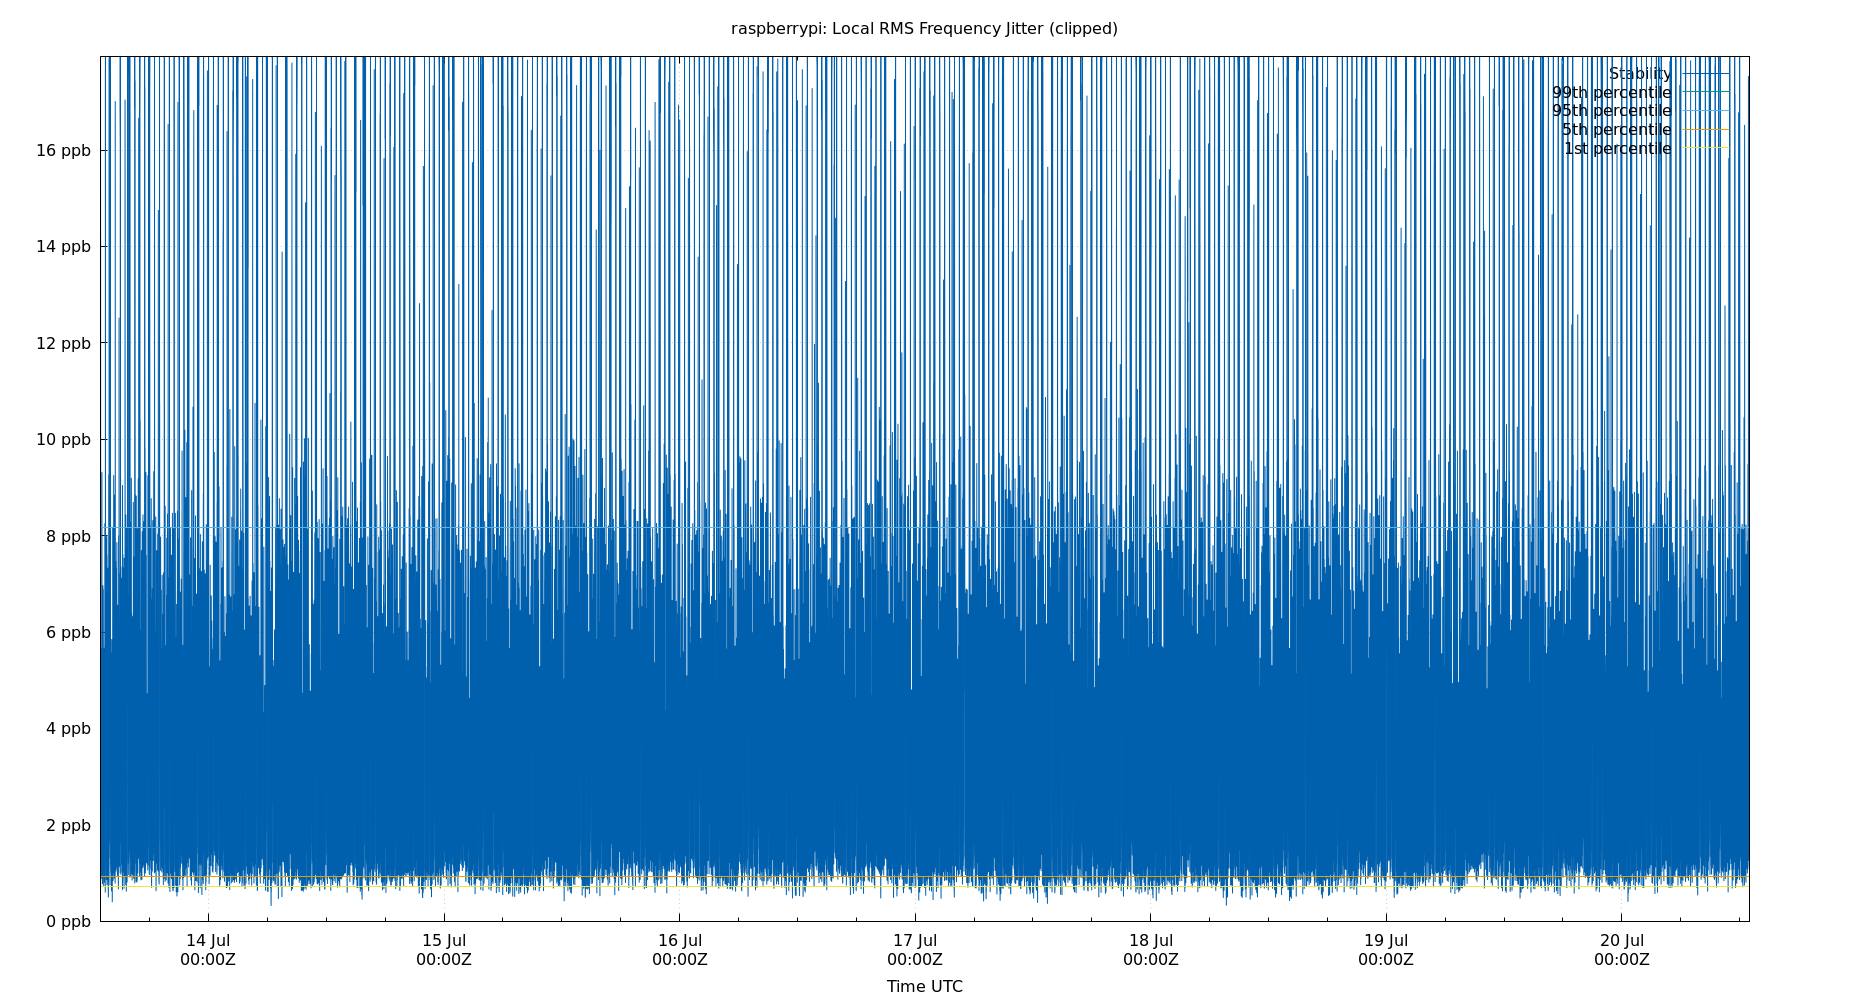 raspberrypi: Local RMS Frequency Jitter (clipped)
Stability
99th percentile
95th percentile
5th percentile
1st percentile
16 ppb
14 ppb
12 ppb
10 ppb
8 ppb
6 ppb
4 ppb
2 ppb
0 ppb
14 Jul 15 Jul 16 Jul 17 Jul 18 Jul 19 Jul 20 Jul
00:00Z 00:00Z 00:00Z 00:00Z 00:00Z 00:00Z 00:00Z
Time UTC